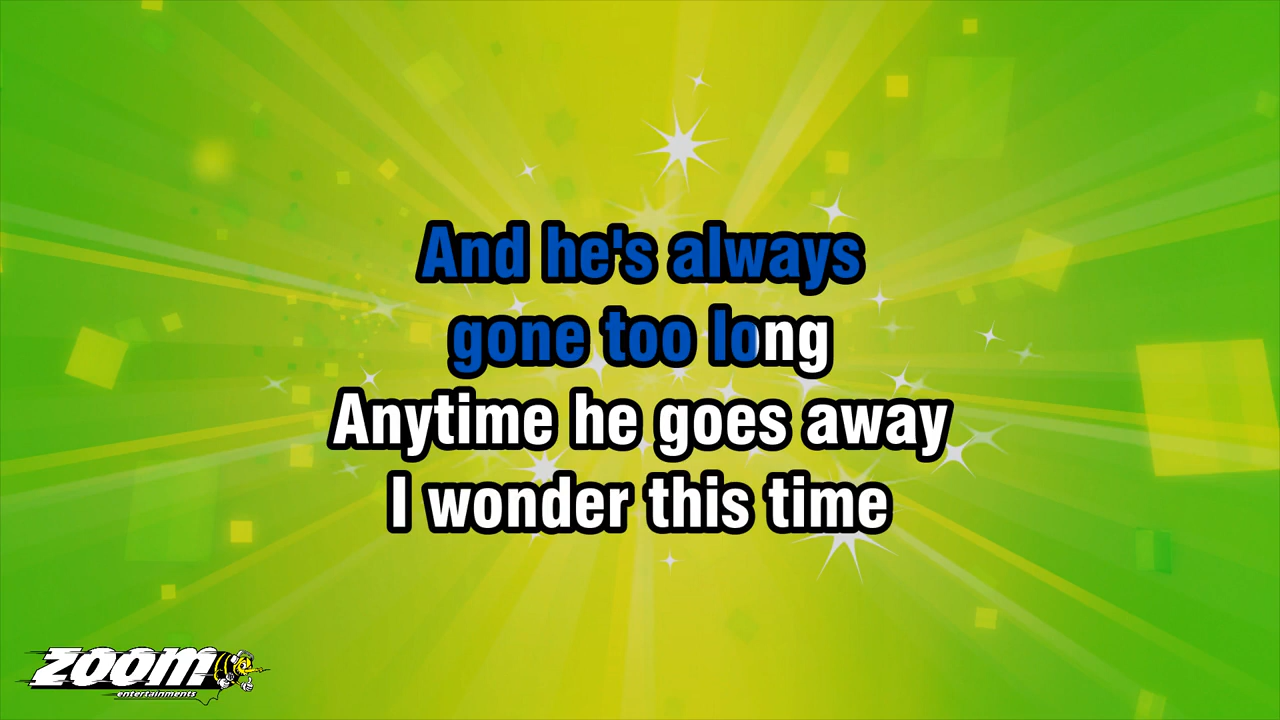 And he's always
gone too long
Anytime he goes away
I wonder this time
zoom
entertainments